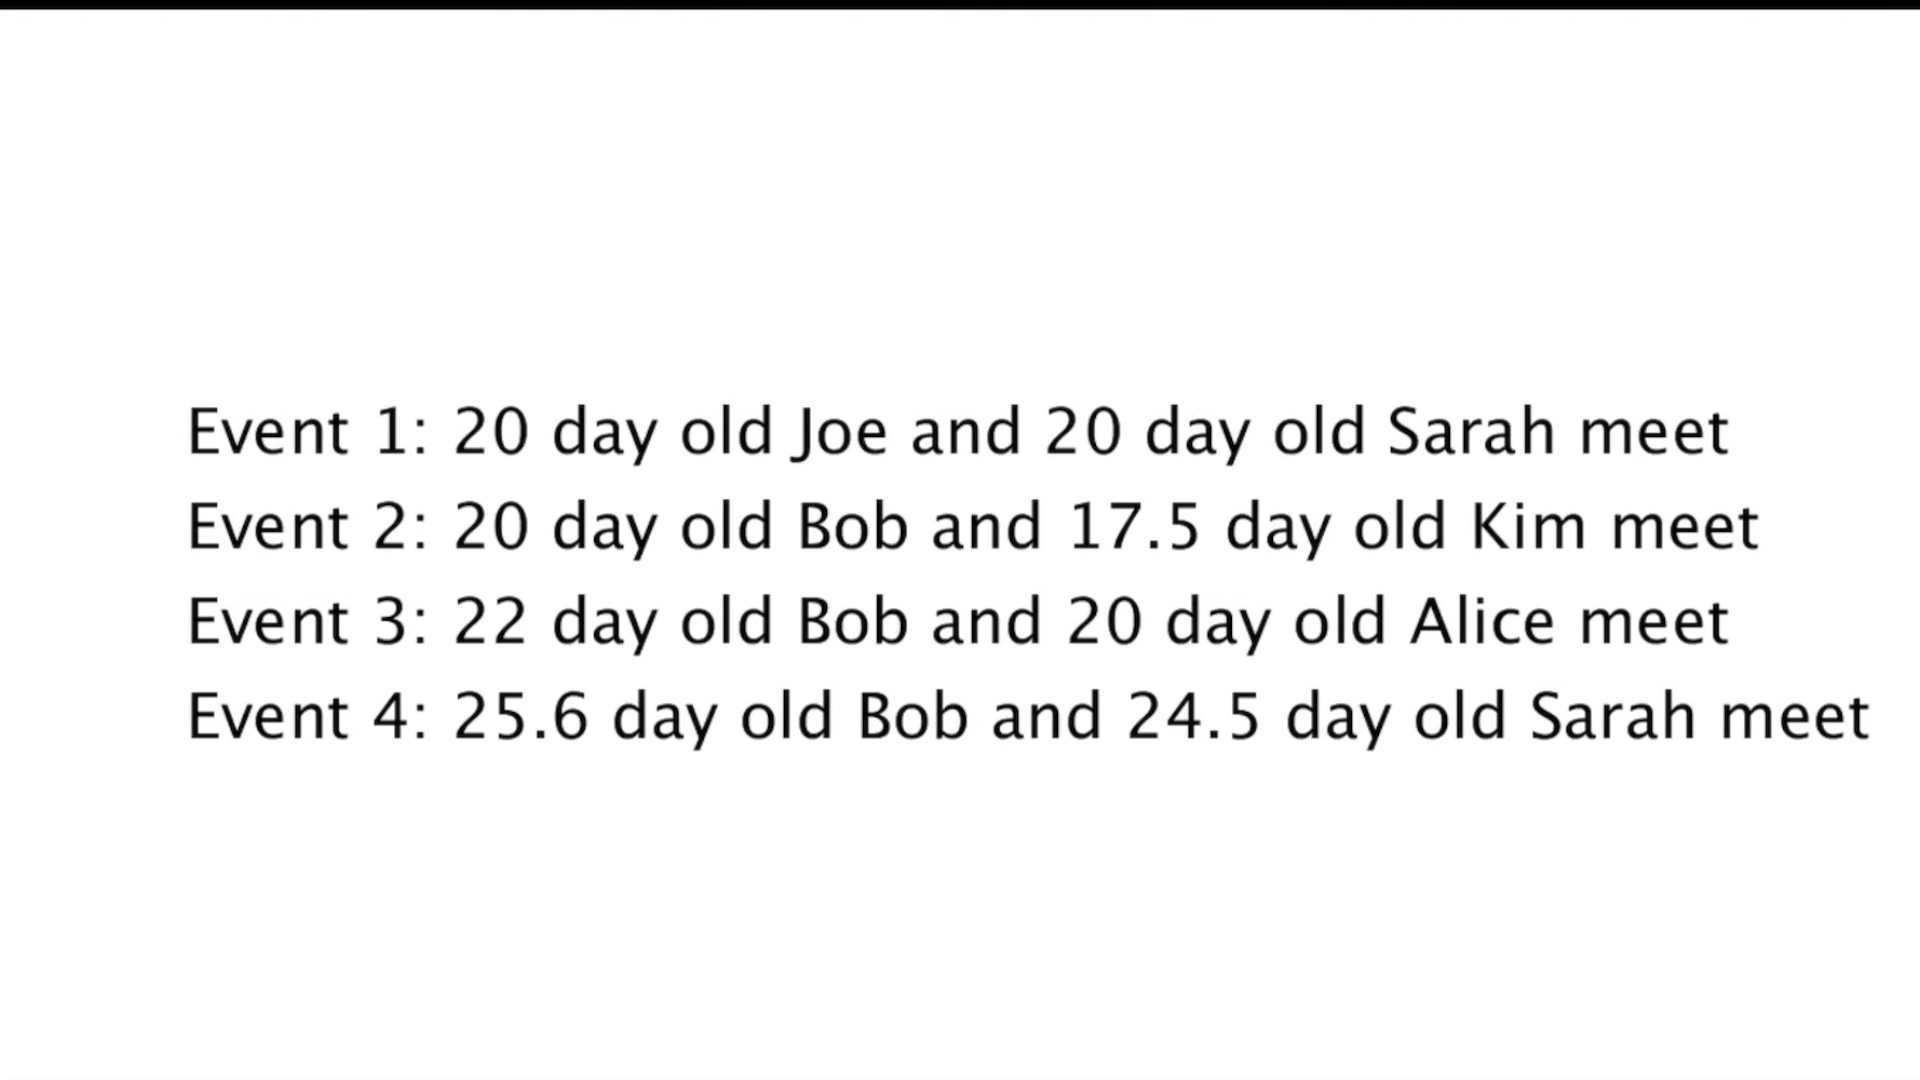 Event 1: 20 day old Joe and 20 day old Sarah meet
Event 2: 20 day old Bob and 17.5 day old Kim meet
Event 3: 22 day old Bob and 20 day old Alice meet
Event 4: 25.6 day old Bob and 24.5 day old Sarah meet